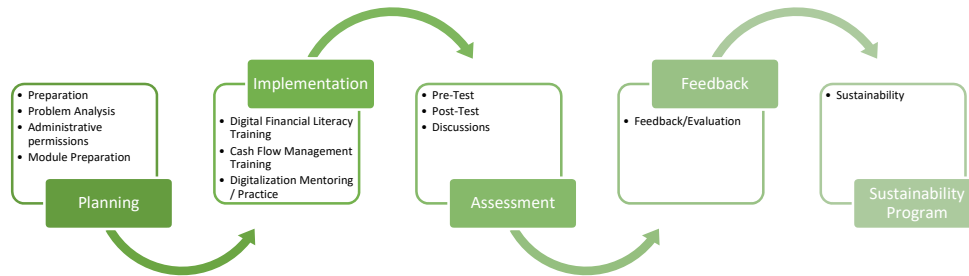 • Preparation
• Problem Analysis
• Administrative
permissions
• Module Preparation
Planning
Implementation
• Digital Financial Literacy
Training
• Cash Flow Management
Training
• Digitalization Mentoring
/ Practice
• Pre-Test
• Post-Test
• Discussions
Assessment
Feedback
• Feedback/Evaluation
• Sustainability
Sustainability
Program